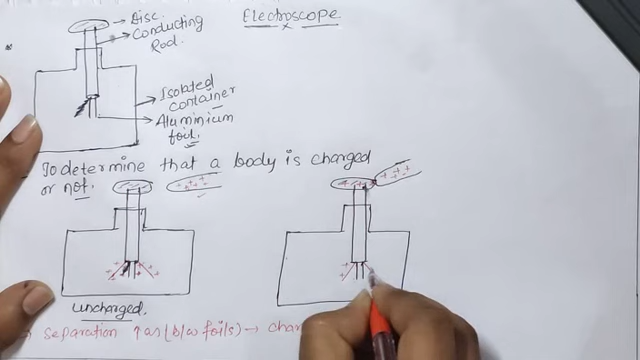 Electroscope
Disc
Conducting
Rod.
Isolated
container
Aluminium
foil.
To determine that a body is charged
or not.
uncharged.
Separation ↑as (b/w foils) → char